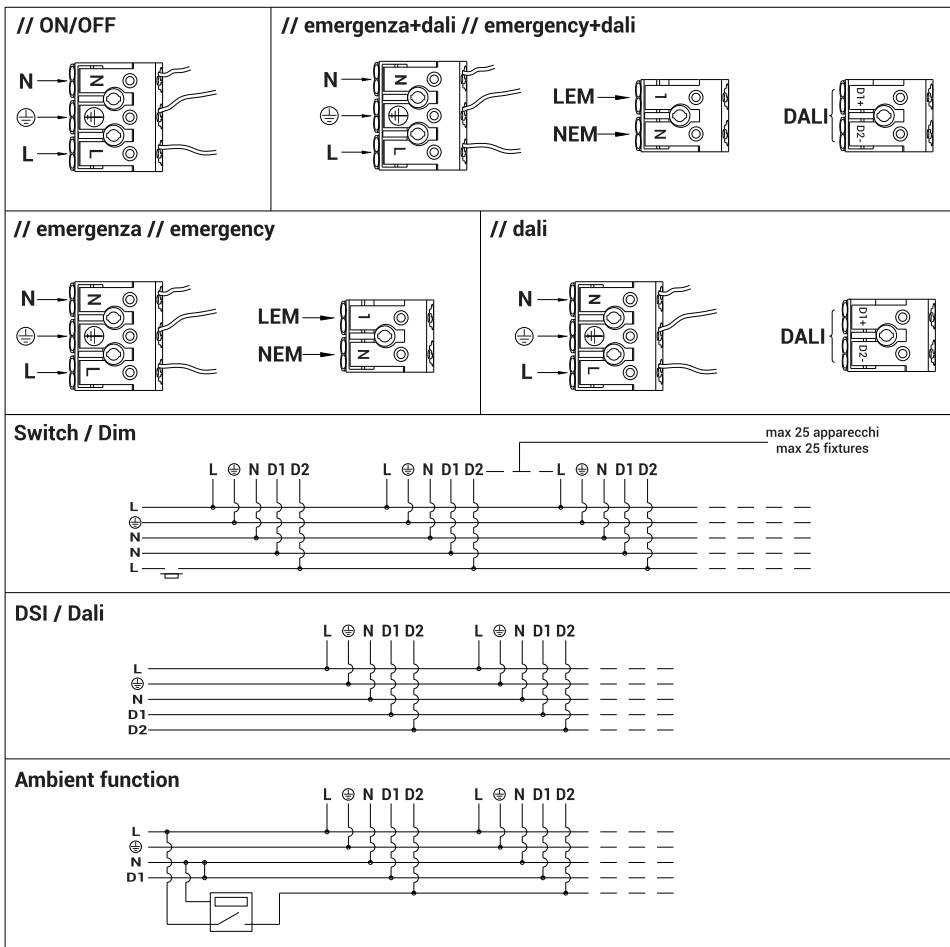 // ON/OFF
N
N
L
L
// emergenza+dali // emergency+dali
N
N
L
L
LEM
1
NEM
N
DALI
D1+
D2-
// emergenza // emergency
N
N
L
L
LEM
1
NEM
N
// dali
N
N
L
L
DALI
D1+
D2-
Switch / Dim
max 25 apparecchi
max 25 fixtures
L N D1 D2 L N D1 D2 L N D1 D2
L
N
N
L
DSI / Dali
L N D1 D2 L N D1 D2
L
N
D1
D2
Ambient function
L N D1 D2 L N D1 D2
L
N
D1